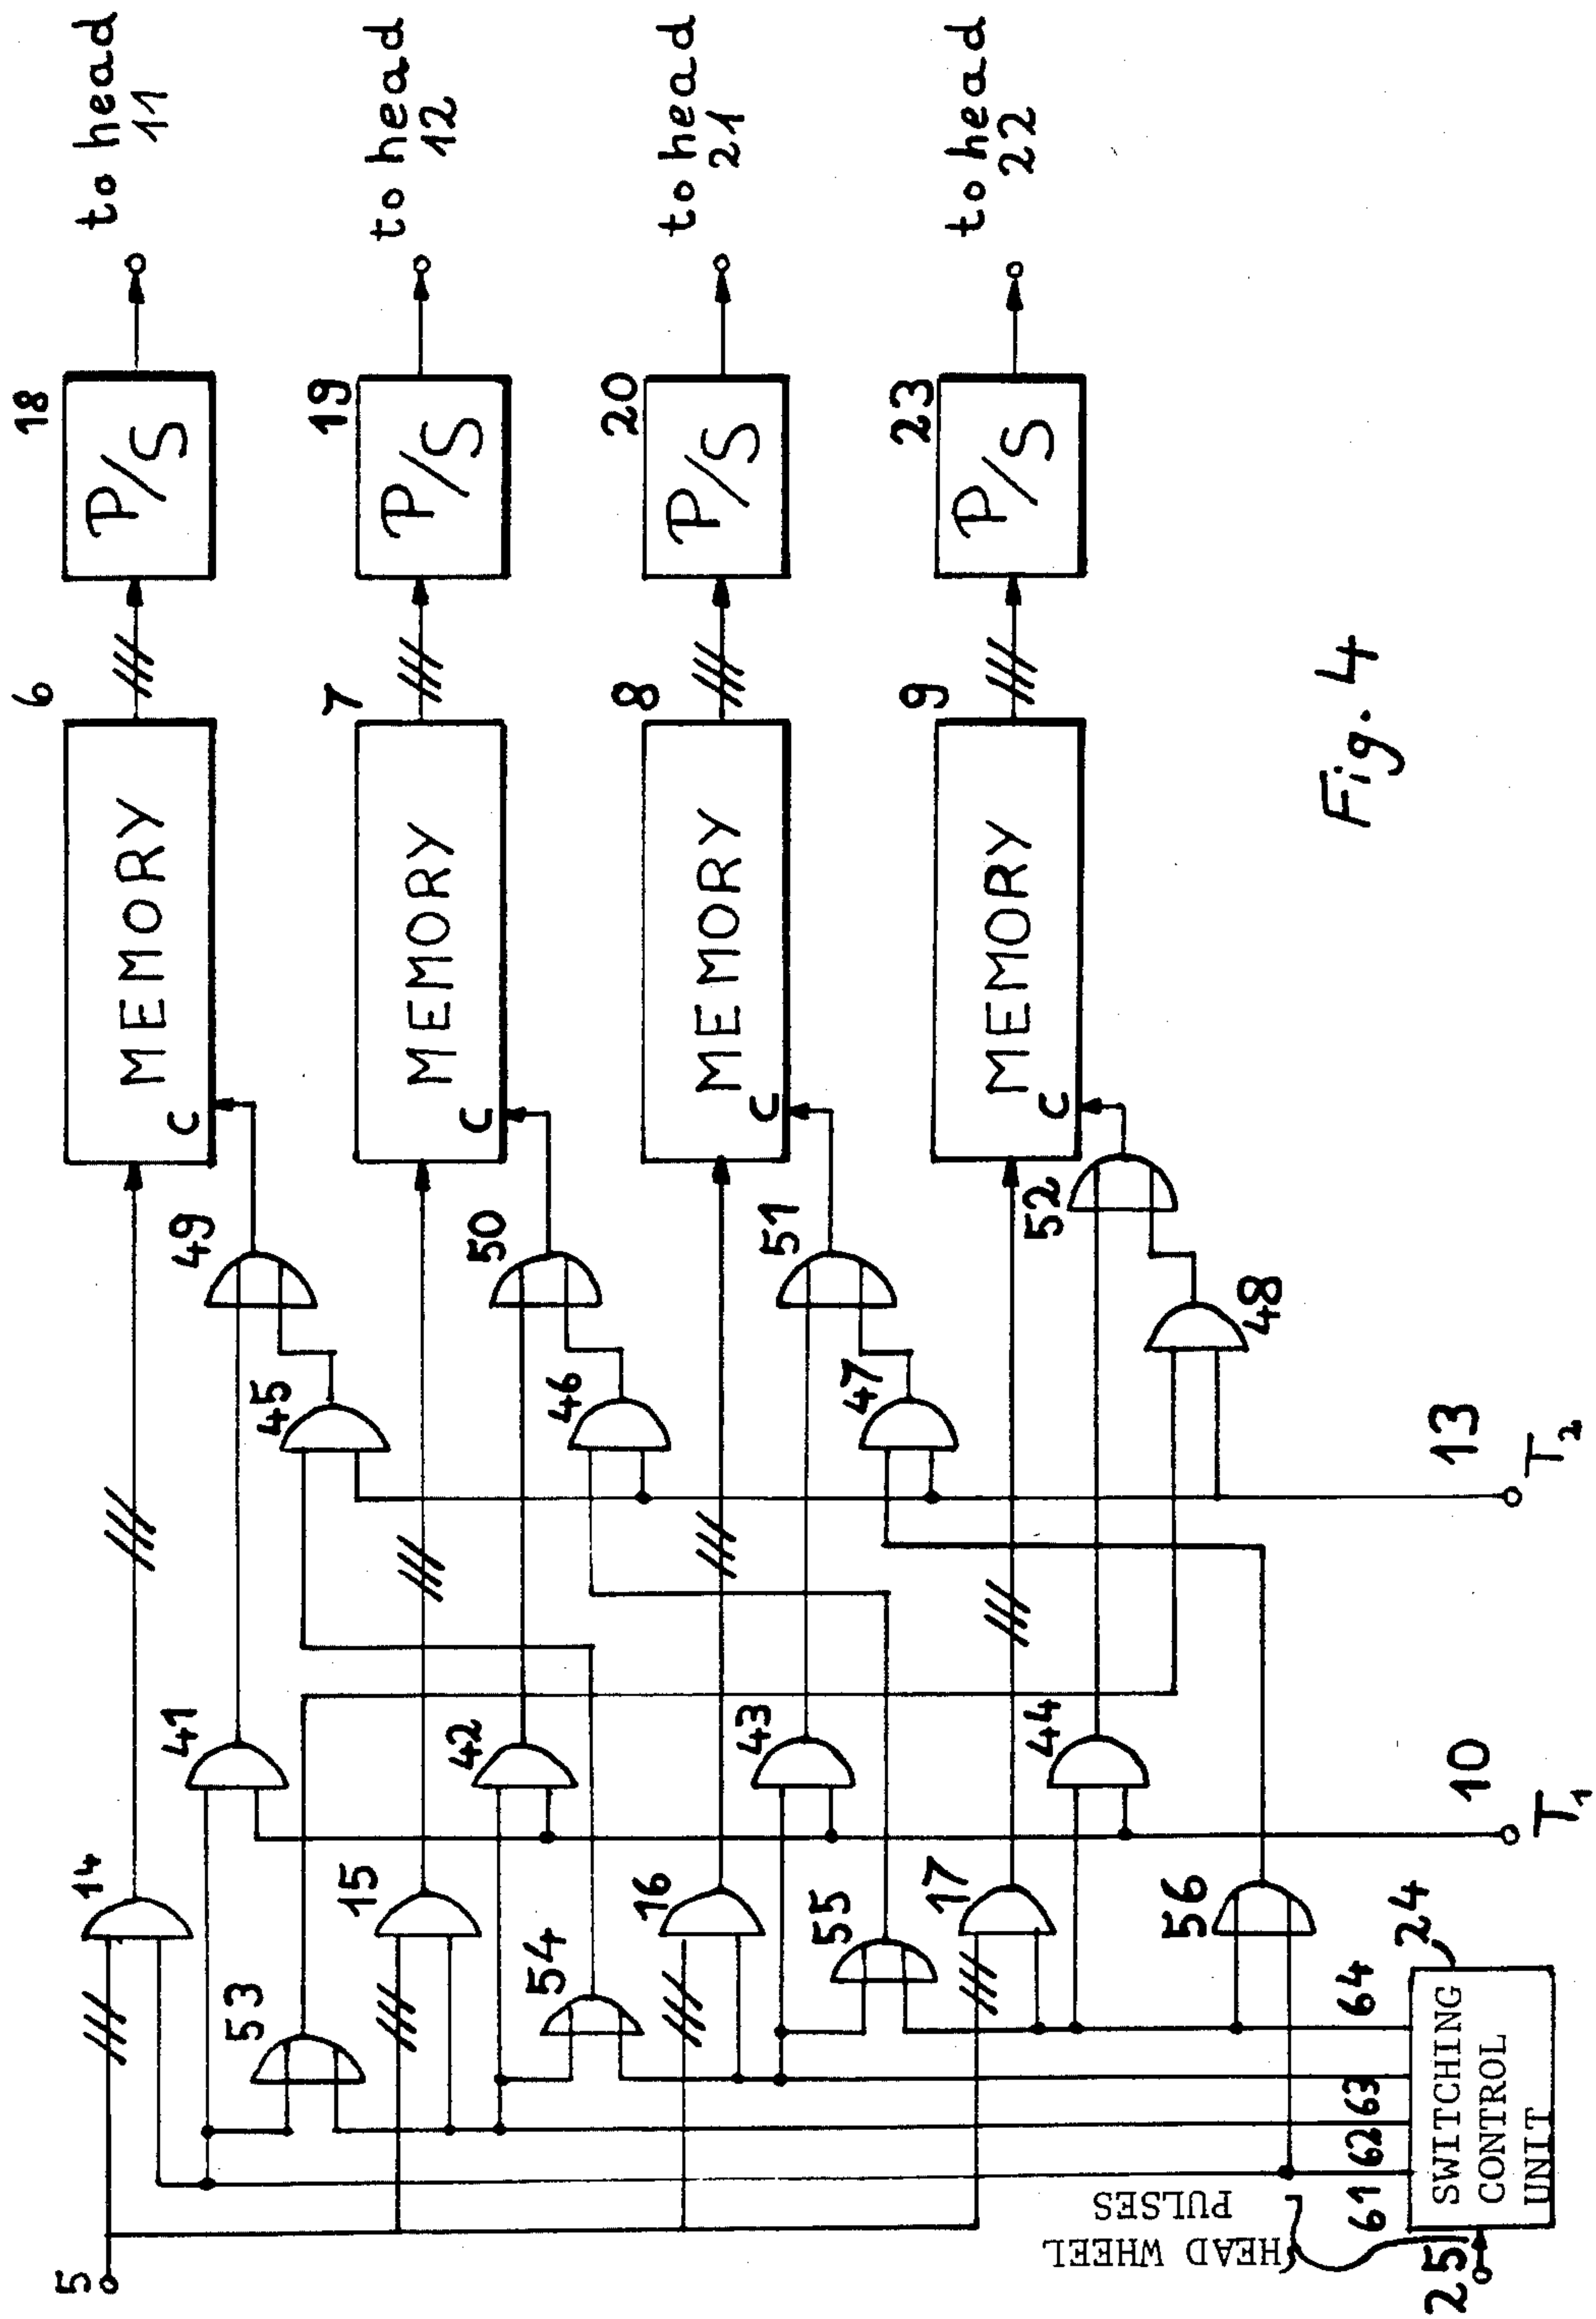 5
14
53
41
49
MEMORY
C
6
P/S
18
to head
11
15
54
42
45
50
MEMORY
C
7
P/S
19
to head
12
16
55
43
46
51
MEMORY
C
8
P/S
20
to head
21
17
56
44
47
48
52
MEMORY
C
9
P/S
23
to head
22
HEAD WHEEL
PULSES
25
61
62
63
64
24
SWITCHING
CONTROL
UNIT
10
T1
13
T2
Fig. 4